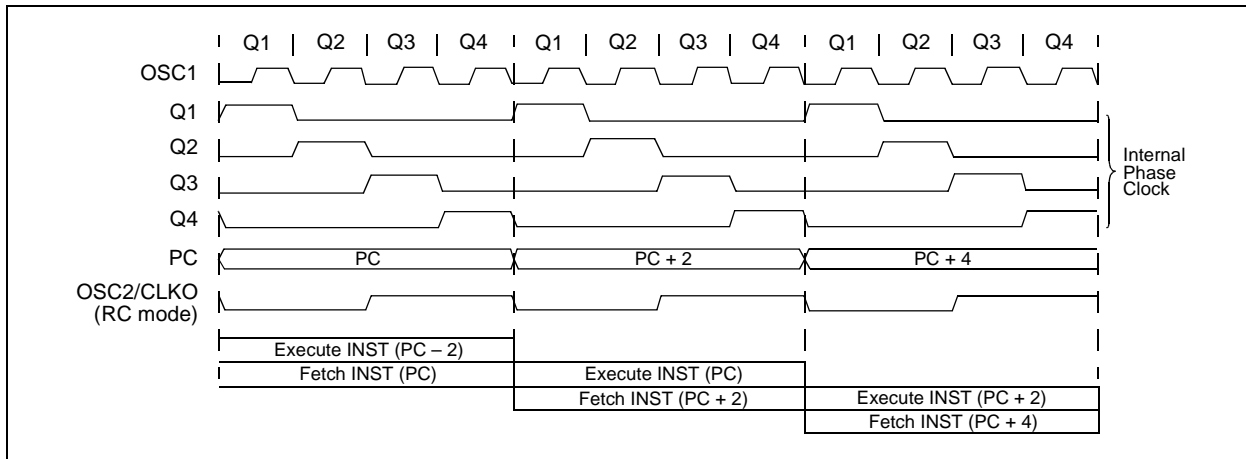 Q1 Q2 Q3 Q4 Q1 Q2 Q3 Q4 Q1 Q2 Q3 Q4
OSC1
Q1
Q2
Q3
Q4
Internal
Phase
Clock
PC
PC PC + 2 PC + 4
OSC2/CLKO
(RC mode)
Execute INST (PC – 2)
Fetch INST (PC) Execute INST (PC)
Fetch INST (PC + 2) Execute INST (PC + 2)
Fetch INST (PC + 4)